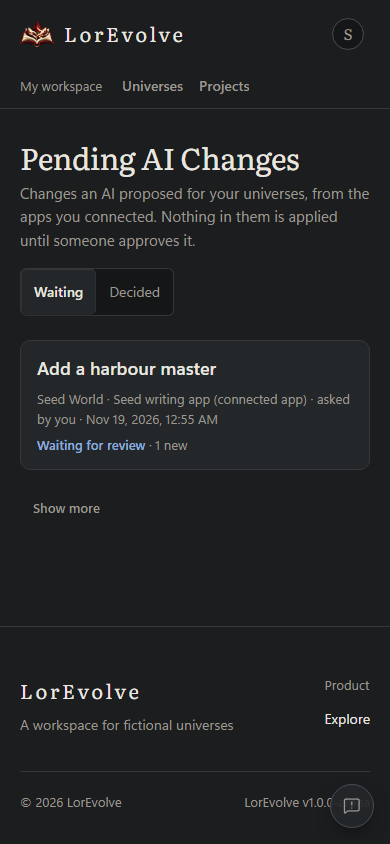 LorEvolve
S
My workspace Universes Projects
Pending AI Changes
Changes an AI proposed for your universes, from the
apps you connected. Nothing in them is applied
until someone approves it.
Waiting Decided
Add a harbour master
Seed World · Seed writing app (connected app) · asked
by you · Nov 19, 2026, 12:55 AM
Waiting for review · 1 new
Show more
LorEvolve
Product
A workspace for fictional universes
Explore
© 2026 LorEvolve
LorEvolve v1.0.0